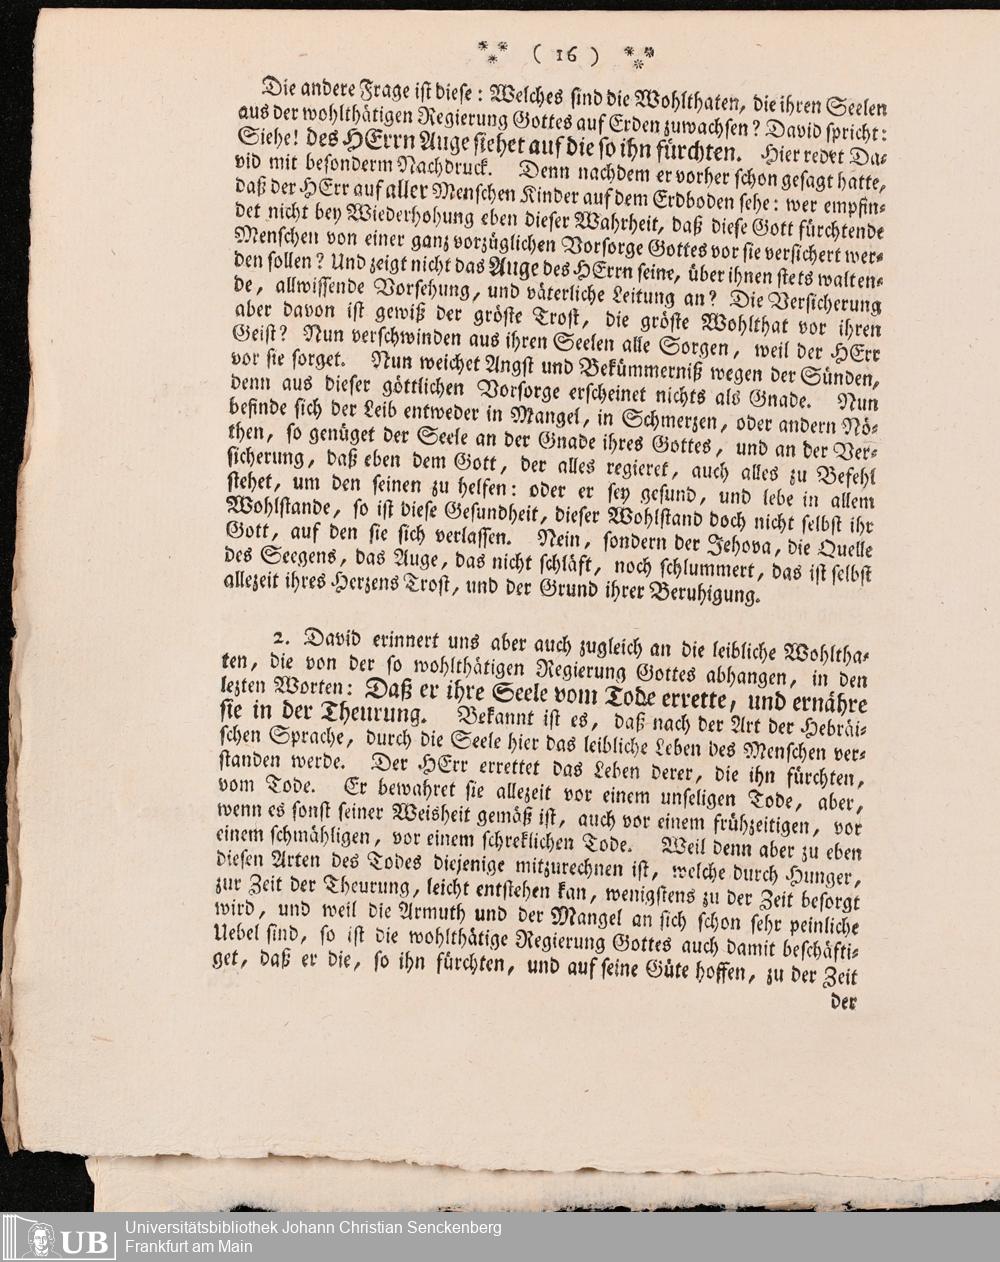 ** ( 16 ) **
Die andere Frage ist diese: Welches sind die Wohlthaten, die ihren Seelen
aus der wohlthätigen Regierung Gottes auf Erden zuwachsen? David spricht:
Siehe! des HErrn Auge siehet auf die so ihn fürchten. Hier redet Da-
vid mit besonderm Nachdruck. Denn nachdem er vorher schon gesagt hatte,
daß der HErr auf aller Menschen Kinder auf dem Erdboden sehe: wer empfin-
det nicht bey Wiederhohung eben dieser Wahrheit, daß diese Gott fürchtende
Menschen von einer ganz vorzüglichen Vorsorge Gottes vor sie versichert wer-
den sollen? Und zeigt nicht das Auge des HErrn seine, über ihnen stets walten-
de, allwissende Vorsehung, und väterliche Leitung an? Die Versicherung
aber davon ist gewiß der gröste Trost, die gröste Wohlthat vor ihren
Geist? Nun verschwinden aus ihren Seelen alle Sorgen, weil der HErr
vor sie sorget. Nun weichet Angst und Bekümmerniß wegen der Sünden,
denn aus dieser göttlichen Vorsorge erscheinet nichts als Gnade. Nun
befinde sich der Leib entweder in Mangel, in Schmerzen, oder andern Nö-
then, so genüget der Seele an der Gnade ihres Gottes, und an der Ver-
sicherung, daß eben dem Gott, der alles regieret, auch alles zu Befehl
stehet, um den seinen zu helfen: oder er sey gesund, und lebe in allem
Wohlstande, so ist diese Gesundheit, dieser Wohlstand doch nicht selbst ihr
Gott, auf den sie sich verlassen. Nein, sondern der Jehova, die Quelle
des Seegens, das Auge, das nicht schläft, noch schlummert, das ist selbst
allezeit ihres Herzens Trost, und der Grund ihrer Beruhigung.
2. David erinnert uns aber auch zugleich an die leibliche Wohltha-
ten, die von der so wohlthätigen Regierung Gottes abhangen, in den
lezten Worten: Daß er ihre Seele vom Tode errette, und ernähre
sie in der Theurung. Bekannt ist es, daß nach der Art der Hebräi-
schen Sprache, durch die Seele hier das leibliche Leben des Menschen ver-
standen werde. Der HErr errettet das Leben derer, die ihn fürchten,
vom Tode. Er bewahret sie allezeit vor einem unseligen Tode, aber,
wenn es sonst seiner Weisheit gemäß ist, auch vor einem frühzeitigen, vor
einem schmähligen, vor einem schreklichen Tode. Weil denn aber zu eben
diesen Arten des Todes diejenige mitzurechnen ist, welche durch Hunger,
zur Zeit der Theurung, leicht entstehen kan, wenigstens zu der Zeit besorgt
wird, und weil die Armuth und der Mangel an sich schon sehr peinliche
Uebel sind, so ist die wohlthätige Regierung Gottes auch damit beschäfti-
get, daß er die, so ihn fürchten, und auf seine Güte hoffen, zu der Zeit
der
UB
Universitätsbibliothek Johann Christian Senckenberg
Frankfurt am Main